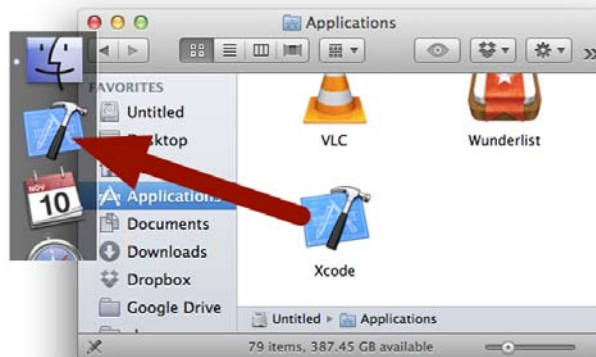 Applications
FAVORITES
Untitled
Desktop
Applications
Documents
Downloads
Dropbox
Google Drive
VLC
Wunderlist
Xcode
NOV
10
Untitled ▸ Applications
79 items, 387.45 GB available